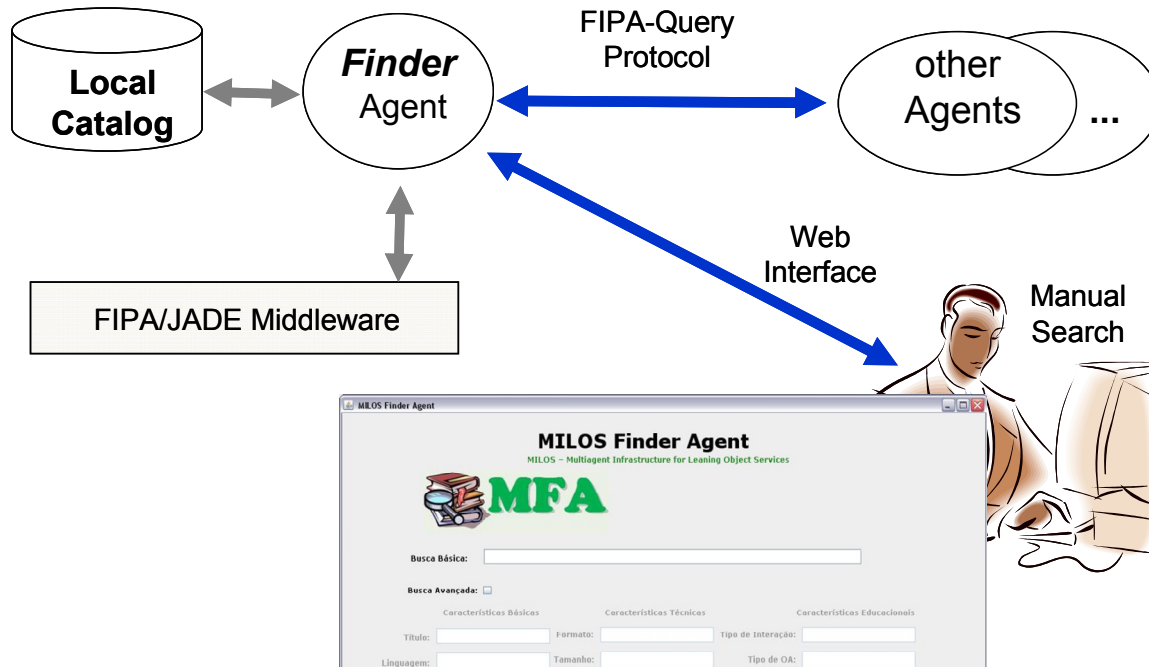 FIPA-Query
Protocol
Local
Catalog
Finder
Agent
other
Agents
...
Web
Interface
Manual
Search
FIPA/JADE Middleware
MILOS Finder Agent
MILOS Finder Agent
MILOS – Multiagent Infrastructure for Leaning Object Services
MFA
Busca Básica:
Busca Avançada:
Características Básicas Características Técnicas Características Educacionais
Título: Formato: Tipo de Interação:
Linguagem: Tamanho: Tipo de OA: